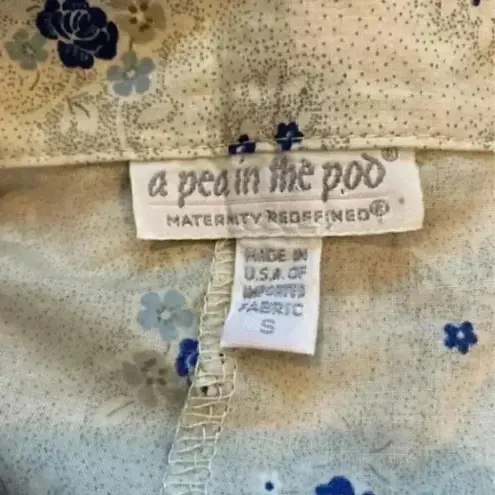 a pea in the pod®
MATERNITY REDEFINED®
MADE IN
U.S.A. OF
IMPORTED
FABRIC
S